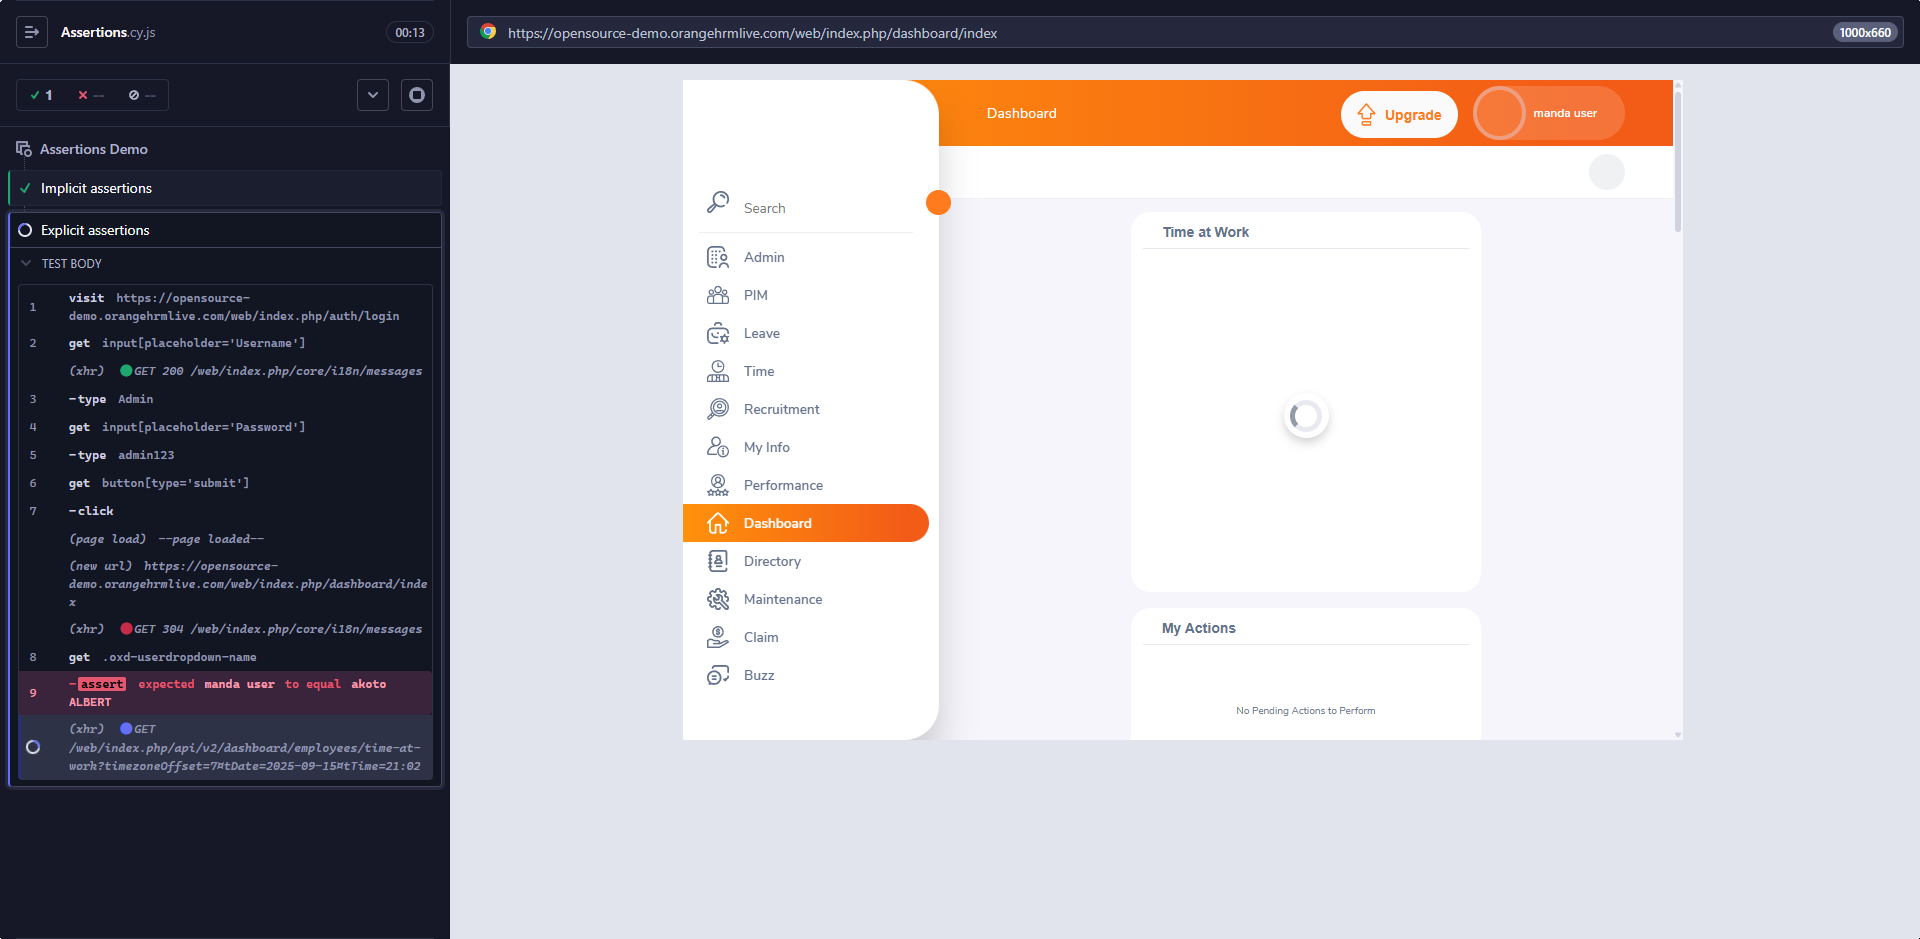 Assertions.cy.js
00:13
1
--
--
Assertions Demo
Implicit assertions
Explicit assertions
TEST BODY
1 visit https://opensource-
demo.orangehrmlive.com/web/index.php/auth/login
2 get input[placeholder='Username']
(xhr) GET 200 /web/index.php/core/i18n/messages
3 -type Admin
4 get input[placeholder='Password']
5 -type admin123
6 get button[type='submit']
7 -click
(page load) --page loaded--
(new url) https://opensource-
demo.orangehrmlive.com/web/index.php/dashboard/inde
x
(xhr) GET 304 /web/index.php/core/i18n/messages
8 get .oxd-userdropdown-name
9 -assert expected manda user to equal akoto
ALBERT
(xhr) GET
/web/index.php/api/v2/dashboard/employees/time-at-
work?timezoneOffset=7¤tDate=2025-09-15¤tTime=21:02
https://opensource-demo.orangehrmlive.com/web/index.php/dashboard/index
1000x660
Dashboard
Upgrade
manda user
Search
Admin
PIM
Leave
Time
Recruitment
My Info
Performance
Dashboard
Directory
Maintenance
Claim
Buzz
Time at Work
My Actions
No Pending Actions to Perform